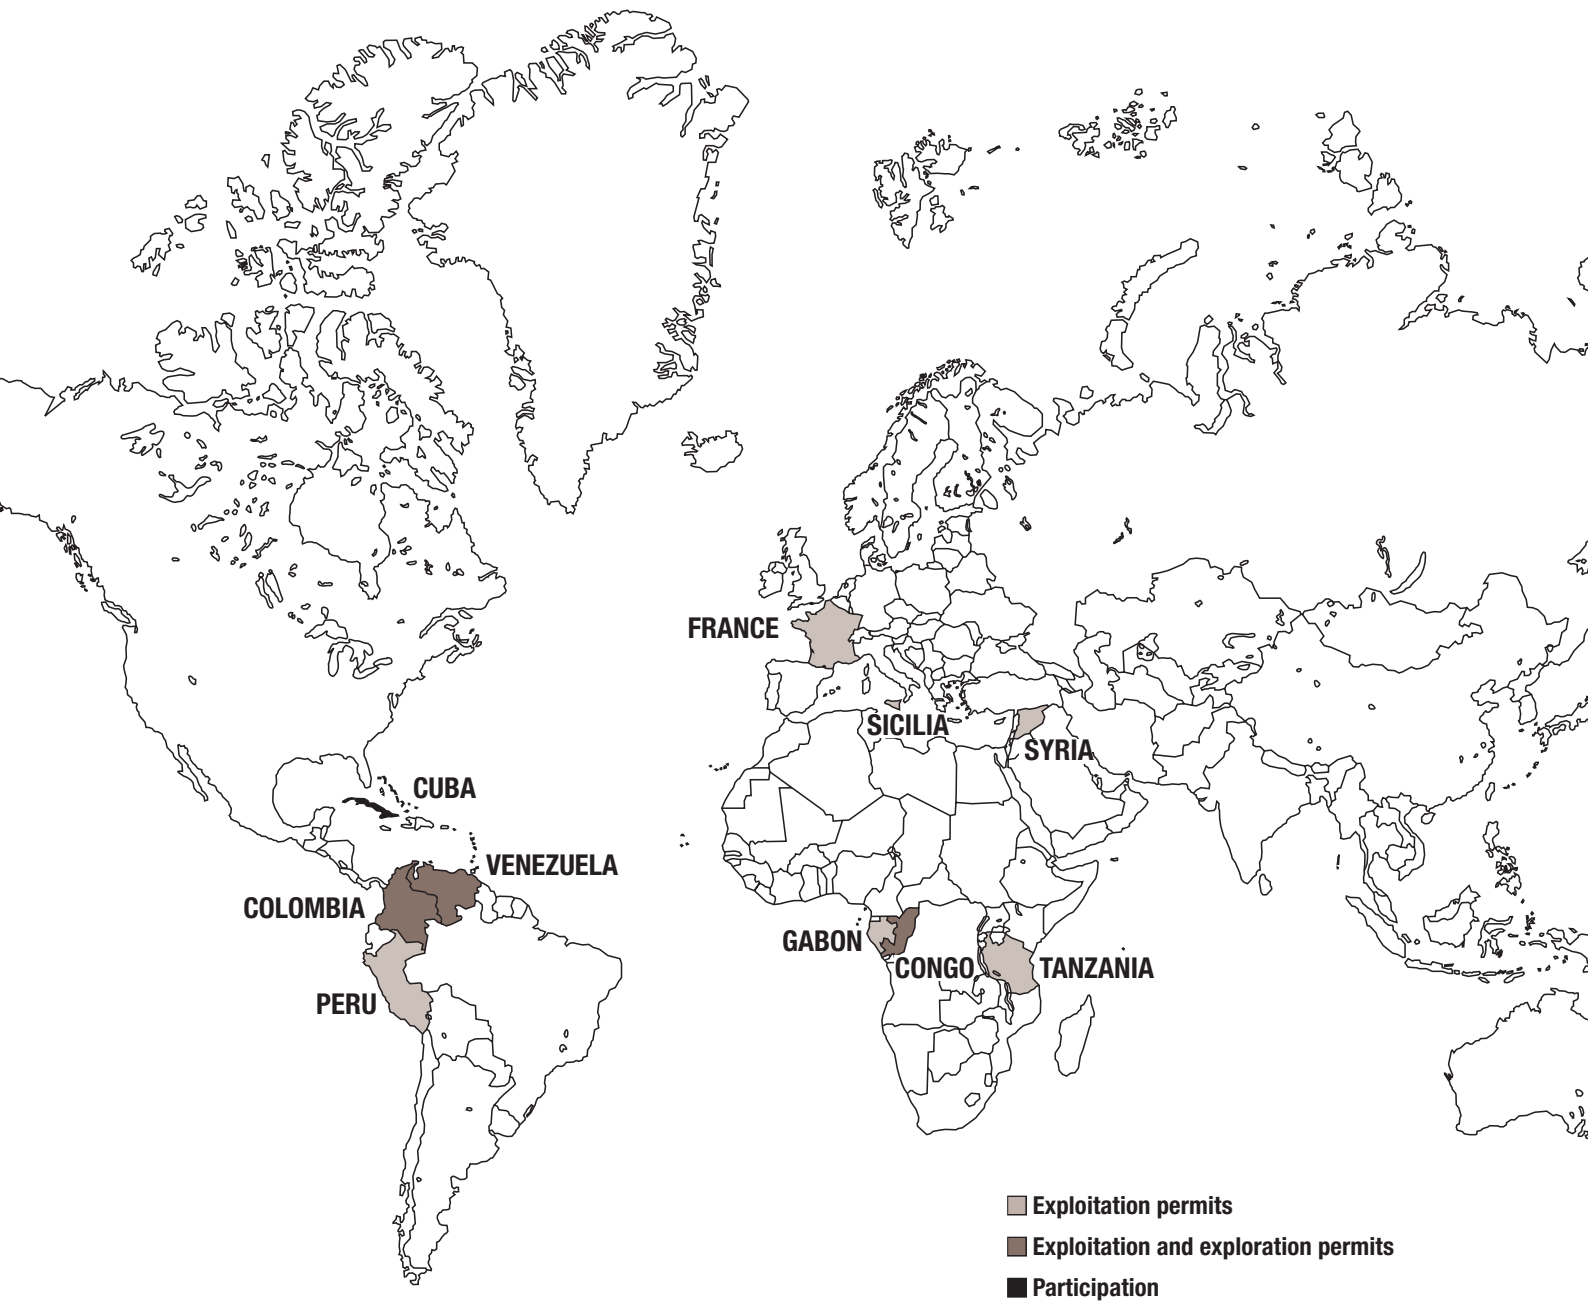 FRANCE
SICILIA
SYRIA
CUBA
VENEZUELA
COLOMBIA
GABON
CONGO
TANZANIA
PERU
Exploitation permits
Exploitation and exploration permits
Participation